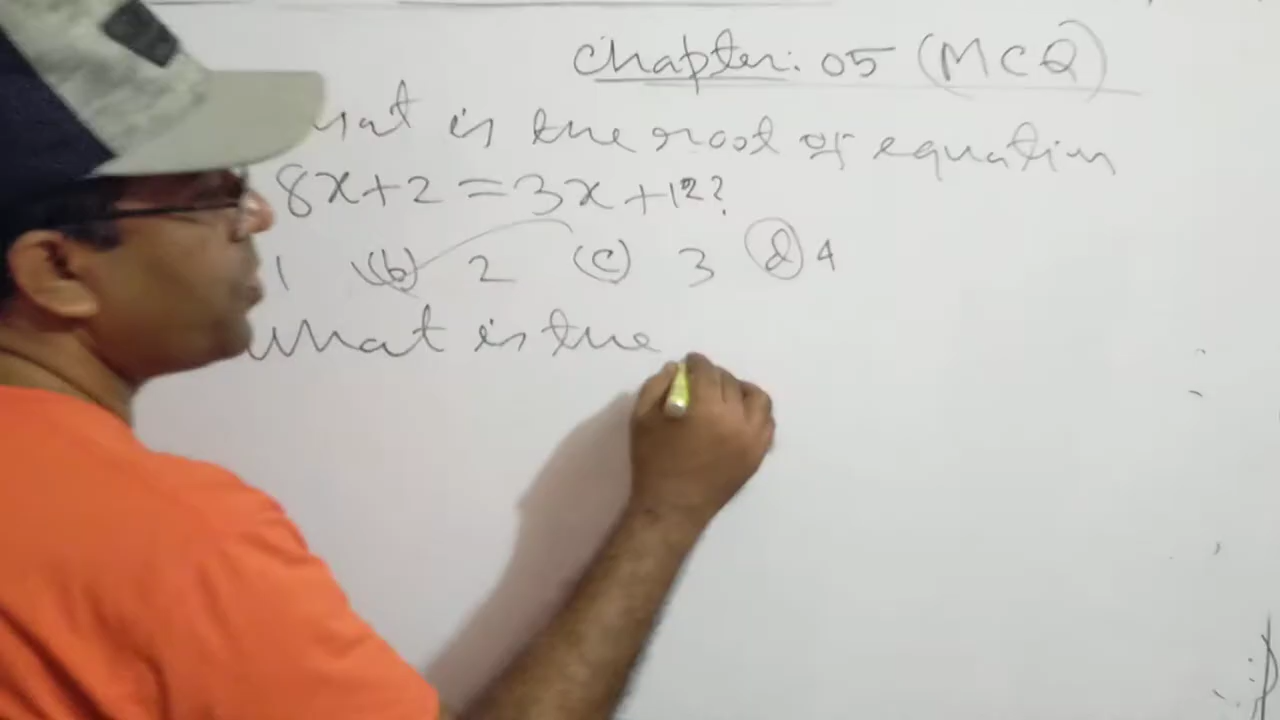 Chapter: 05 (MCQ)
is the root of equation
8x+2=3x+12?
1 (b) 2 (c) 3 (d) 4
What is the